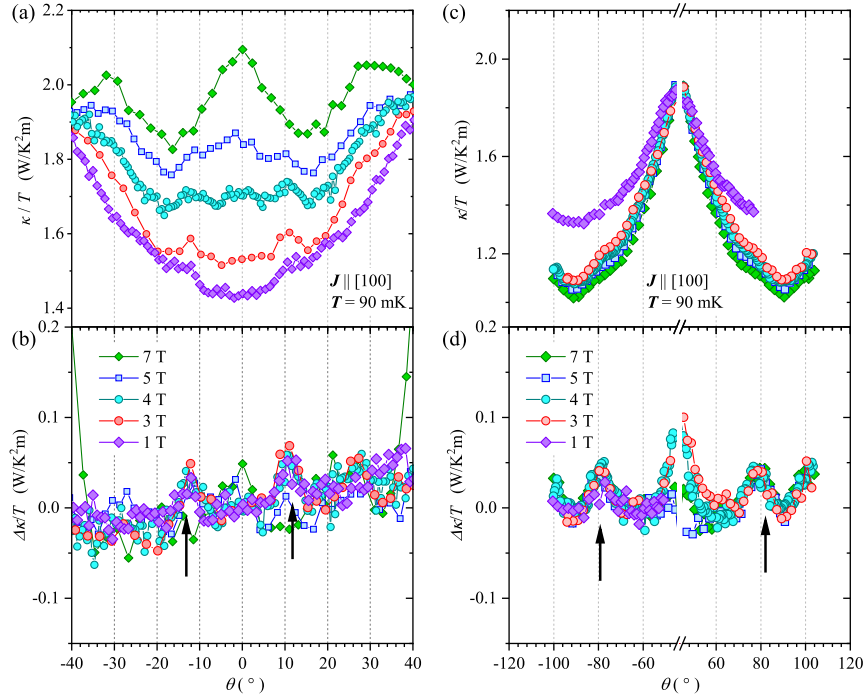 (a)
2.2
2.0
1.8
1.6
1.4
κ / T (W/K²m)
J || [100]
T = 90 mK
(b)
0.2
0.1
0.0
-0.1
Δκ/T (W/K²m)
7 T
5 T
4 T
3 T
1 T
-40 -30 -20 -10 0 10 20 30 40
θ ( ° )
(c)
2.0
1.6
1.2
κ/T (W/K²m)
J || [100]
T = 90 mK
(d)
0.2
0.1
0.0
-0.1
Δκ/T (W/K²m)
7 T
5 T
4 T
3 T
1 T
-120 -100 -80 -60 60 80 100 120
θ ( ° )